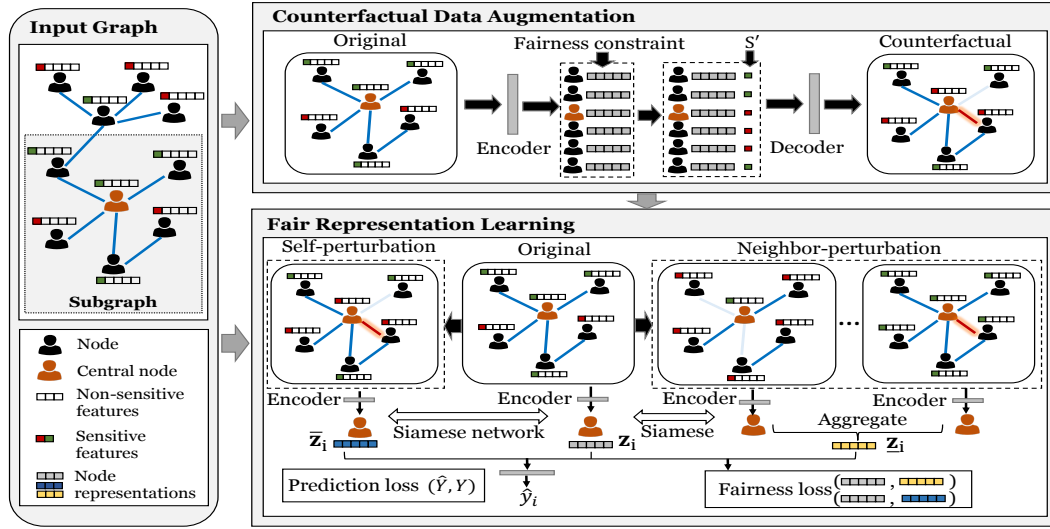 Input Graph
Subgraph
Node
Central node
Non-sensitive
features
Sensitive
features
Node
representations
Counterfactual Data Augmentation
Original
Fairness constraint
S′
Counterfactual
Encoder
Decoder
Fair Representation Learning
Self-perturbation
Original
Neighbor-perturbation
...
Encoder
Encoder
Encoder
Encoder
z̅ᵢ
Siamese network
zᵢ
Siamese
Aggregate
z̲ᵢ
Prediction loss (Ŷ, Y)
ŷᵢ
Fairness loss( , )
( , )